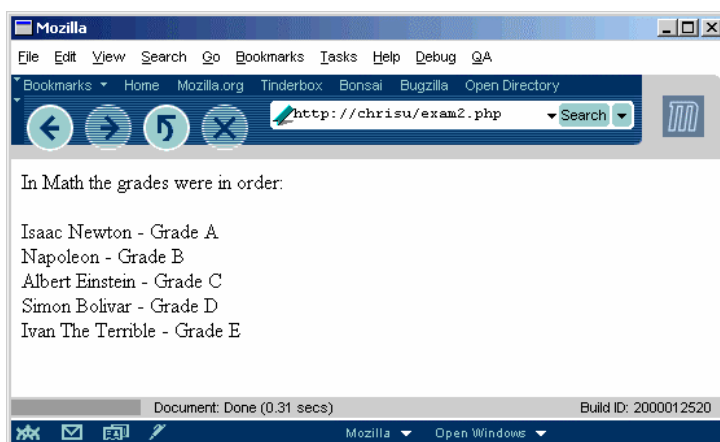 Mozilla
File Edit View Search Go Bookmarks Tasks Help Debug QA
Bookmarks Home Mozilla.org Tinderbox Bonsai Bugzilla Open Directory
http://chrisu/exam2.php Search
In Math the grades were in order:
Isaac Newton - Grade A
Napoleon - Grade B
Albert Einstein - Grade C
Simon Bolivar - Grade D
Ivan The Terrible - Grade E
Document: Done (0.31 secs) Build ID: 2000012520
Mozilla Open Windows